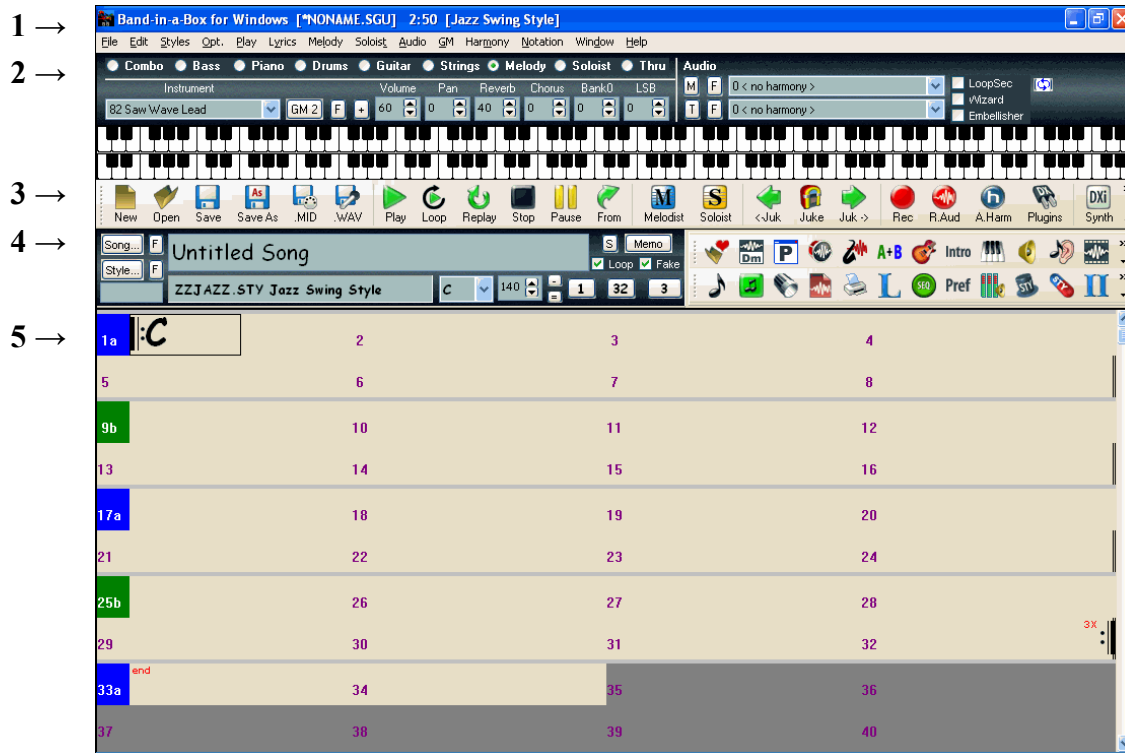 Band-in-a-Box for Windows [*NONAME.SGU] 2:50 [Jazz Swing Style]
1 →
File Edit Styles Opt. Play Lyrics Melody Soloist Audio GM Harmony Notation Window Help
2 →
Combo Bass Piano Drums Guitar Strings Melody Soloist Thru Audio
Instrument Volume Pan Reverb Chorus Bank0 LSB M F 0 < no harmony > LoopSec
Wizard
82 Saw Wave Lead GM 2 F + 60 0 40 0 0 0 T F 0 < no harmony > Embellisher
3 →
New Open Save Save As .MID .WAV Play Loop Replay Stop Pause From Melodist Soloist <Juk Juke Juk -> Rec R.Aud A.Harm Plugins Synth
4 →
Song... F Untitled Song S Memo Dm P A+B Intro
Loop Fake
Style... F
ZZJAZZ.STY Jazz Swing Style C 140 - = 1 32 3 L SEQ Pref STY II
5 →
1a C 2 3 4
5 6 7 8
9b 10 11 12
13 14 15 16
17a 18 19 20
21 22 23 24
25b 26 27 28
3X
29 30 31 32
end
33a 34 35 36
37 38 39 40